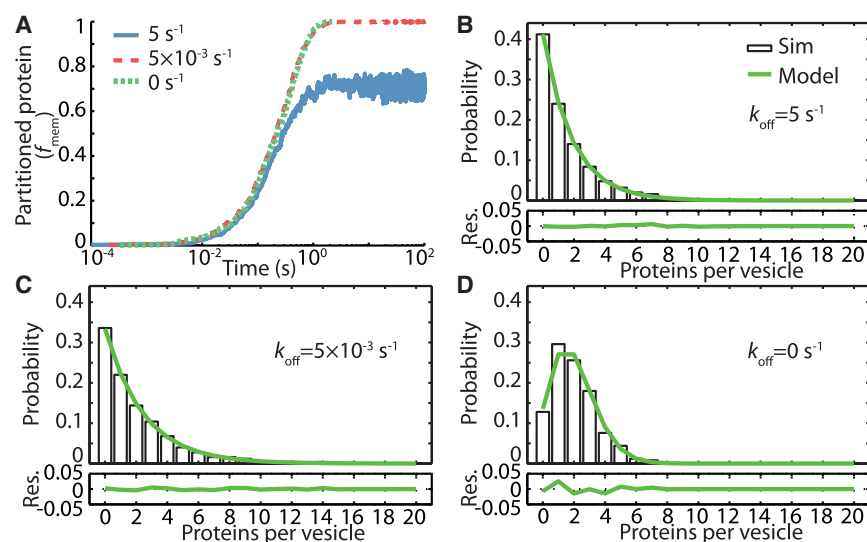 A
Partitioned protein
(fmem)
1
0.8
0.6
0.4
0.2
0
5 s⁻¹
5×10⁻³ s⁻¹
0 s⁻¹
10⁻⁴ 10⁻² 10⁰ 10²
Time (s)
B
Probability
0.4
0.3
0.2
0.1
0
Sim
Model
koff=5 s⁻¹
Res.
0.05
0
-0.05
0 2 4 6 8 10 12 14 16 18 20
Proteins per vesicle
C
Probability
0.4
0.3
0.2
0.1
0
koff=5×10⁻³ s⁻¹
Res.
0.05
0
-0.05
0 2 4 6 8 10 12 14 16 18 20
Proteins per vesicle
D
Probability
0.4
0.3
0.2
0.1
0
koff=0 s⁻¹
Res.
0.05
0
-0.05
0 2 4 6 8 10 12 14 16 18 20
Proteins per vesicle